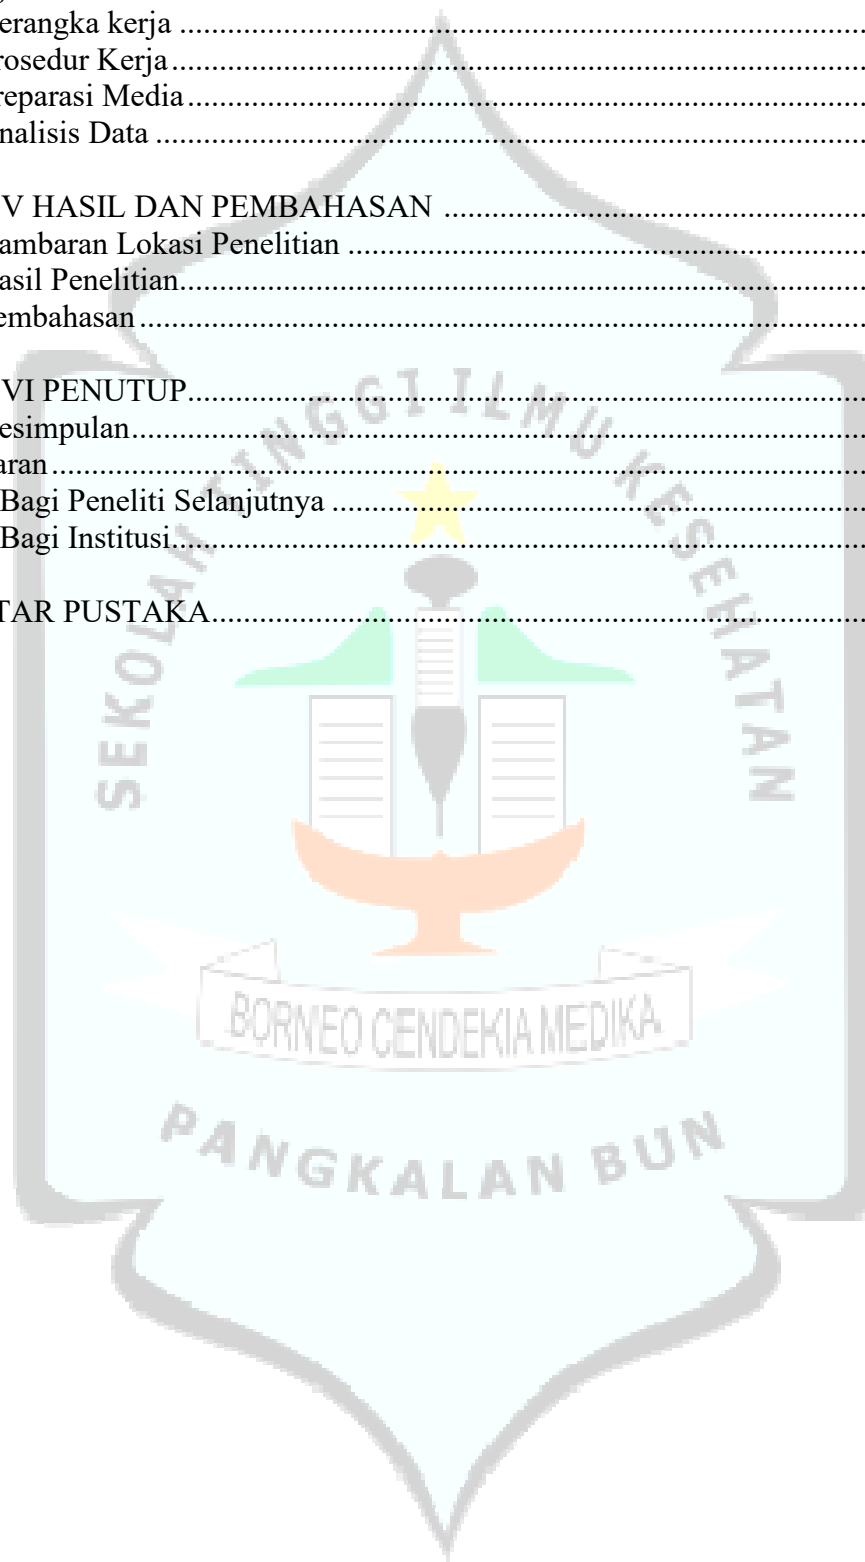 erangka kerja ........................................................................................
rosedur Kerja ........................................................................................
reparasi Media ......................................................................................
nalisis Data ...........................................................................................
V HASIL DAN PEMBAHASAN .....................................................
ambaran Lokasi Penelitian .................................................................
asil Penelitian.......................................................................................
embahasan ............................................................................................
VI PENUTUP......................................................................................
esimpulan.............................................................................................
aran .......................................................................................................
Bagi Peneliti Selanjutnya ...................................................................
Bagi Institusi........................................................................................
TAR PUSTAKA..................................................................................
SEKOLAH TINGGI ILMU KESEHATAN
BORNEO CENDEKIA MEDIKA
PANGKALAN BUN